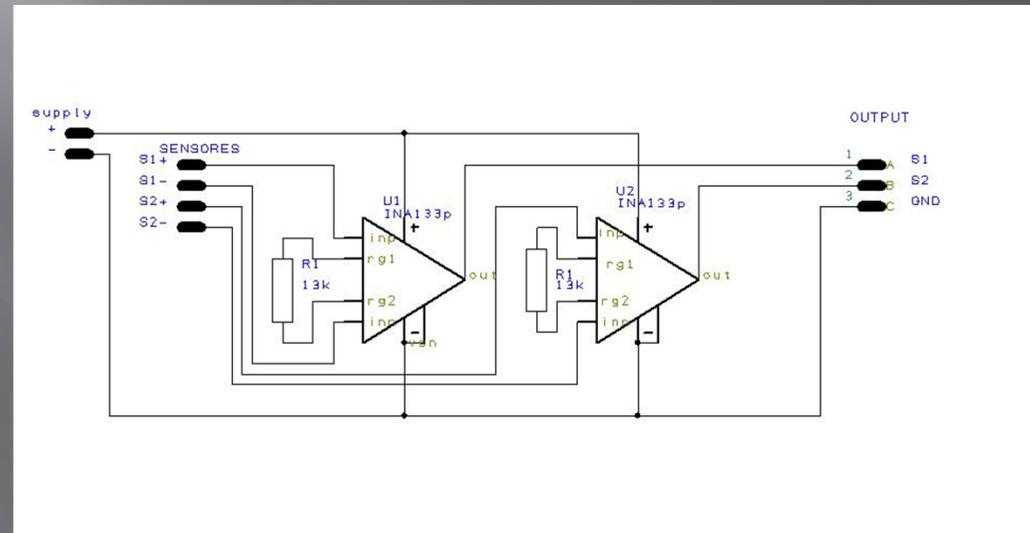 supply
+
-
SENSORES
S1+
S1-
S2+
S2-
U1
INA133p
+
inp
rg1
rg2
inn
-
out
R1
13k
U2
INA133p
+
inp
rg1
rg2
inn
-
out
R1
13k
OUTPUT
1 A S1
2 B S2
3 C GND